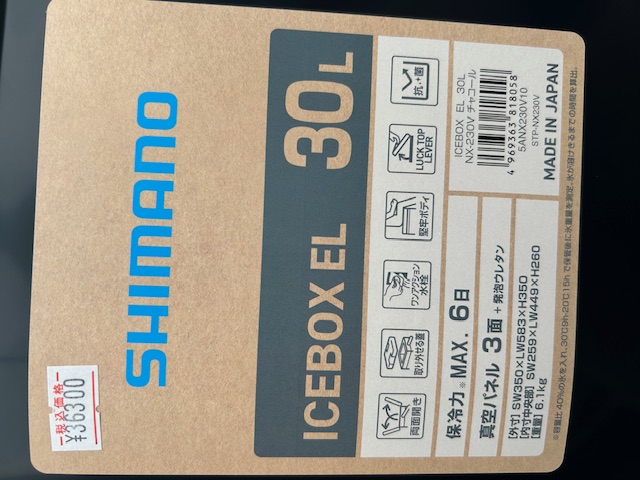 SHIMANO
税込価格
¥36300
ICEBOX EL 30L
両面開き
取り外せる蓋
ワンアクション
水栓
堅牢ボディ
LUCK TOP
LEVER
抗菌
保冷力※MAX. 6日
真空パネル 3面+発泡ウレタン
[外寸] SW350×LW583×H350
[内寸中央部] SW259×LW449×H260
[重量] 6.1kg
ICEBOX EL 30L
NX-230V チャコール
4 969363 818058
5ANX230V10
STP-NX230V
MADE IN JAPAN